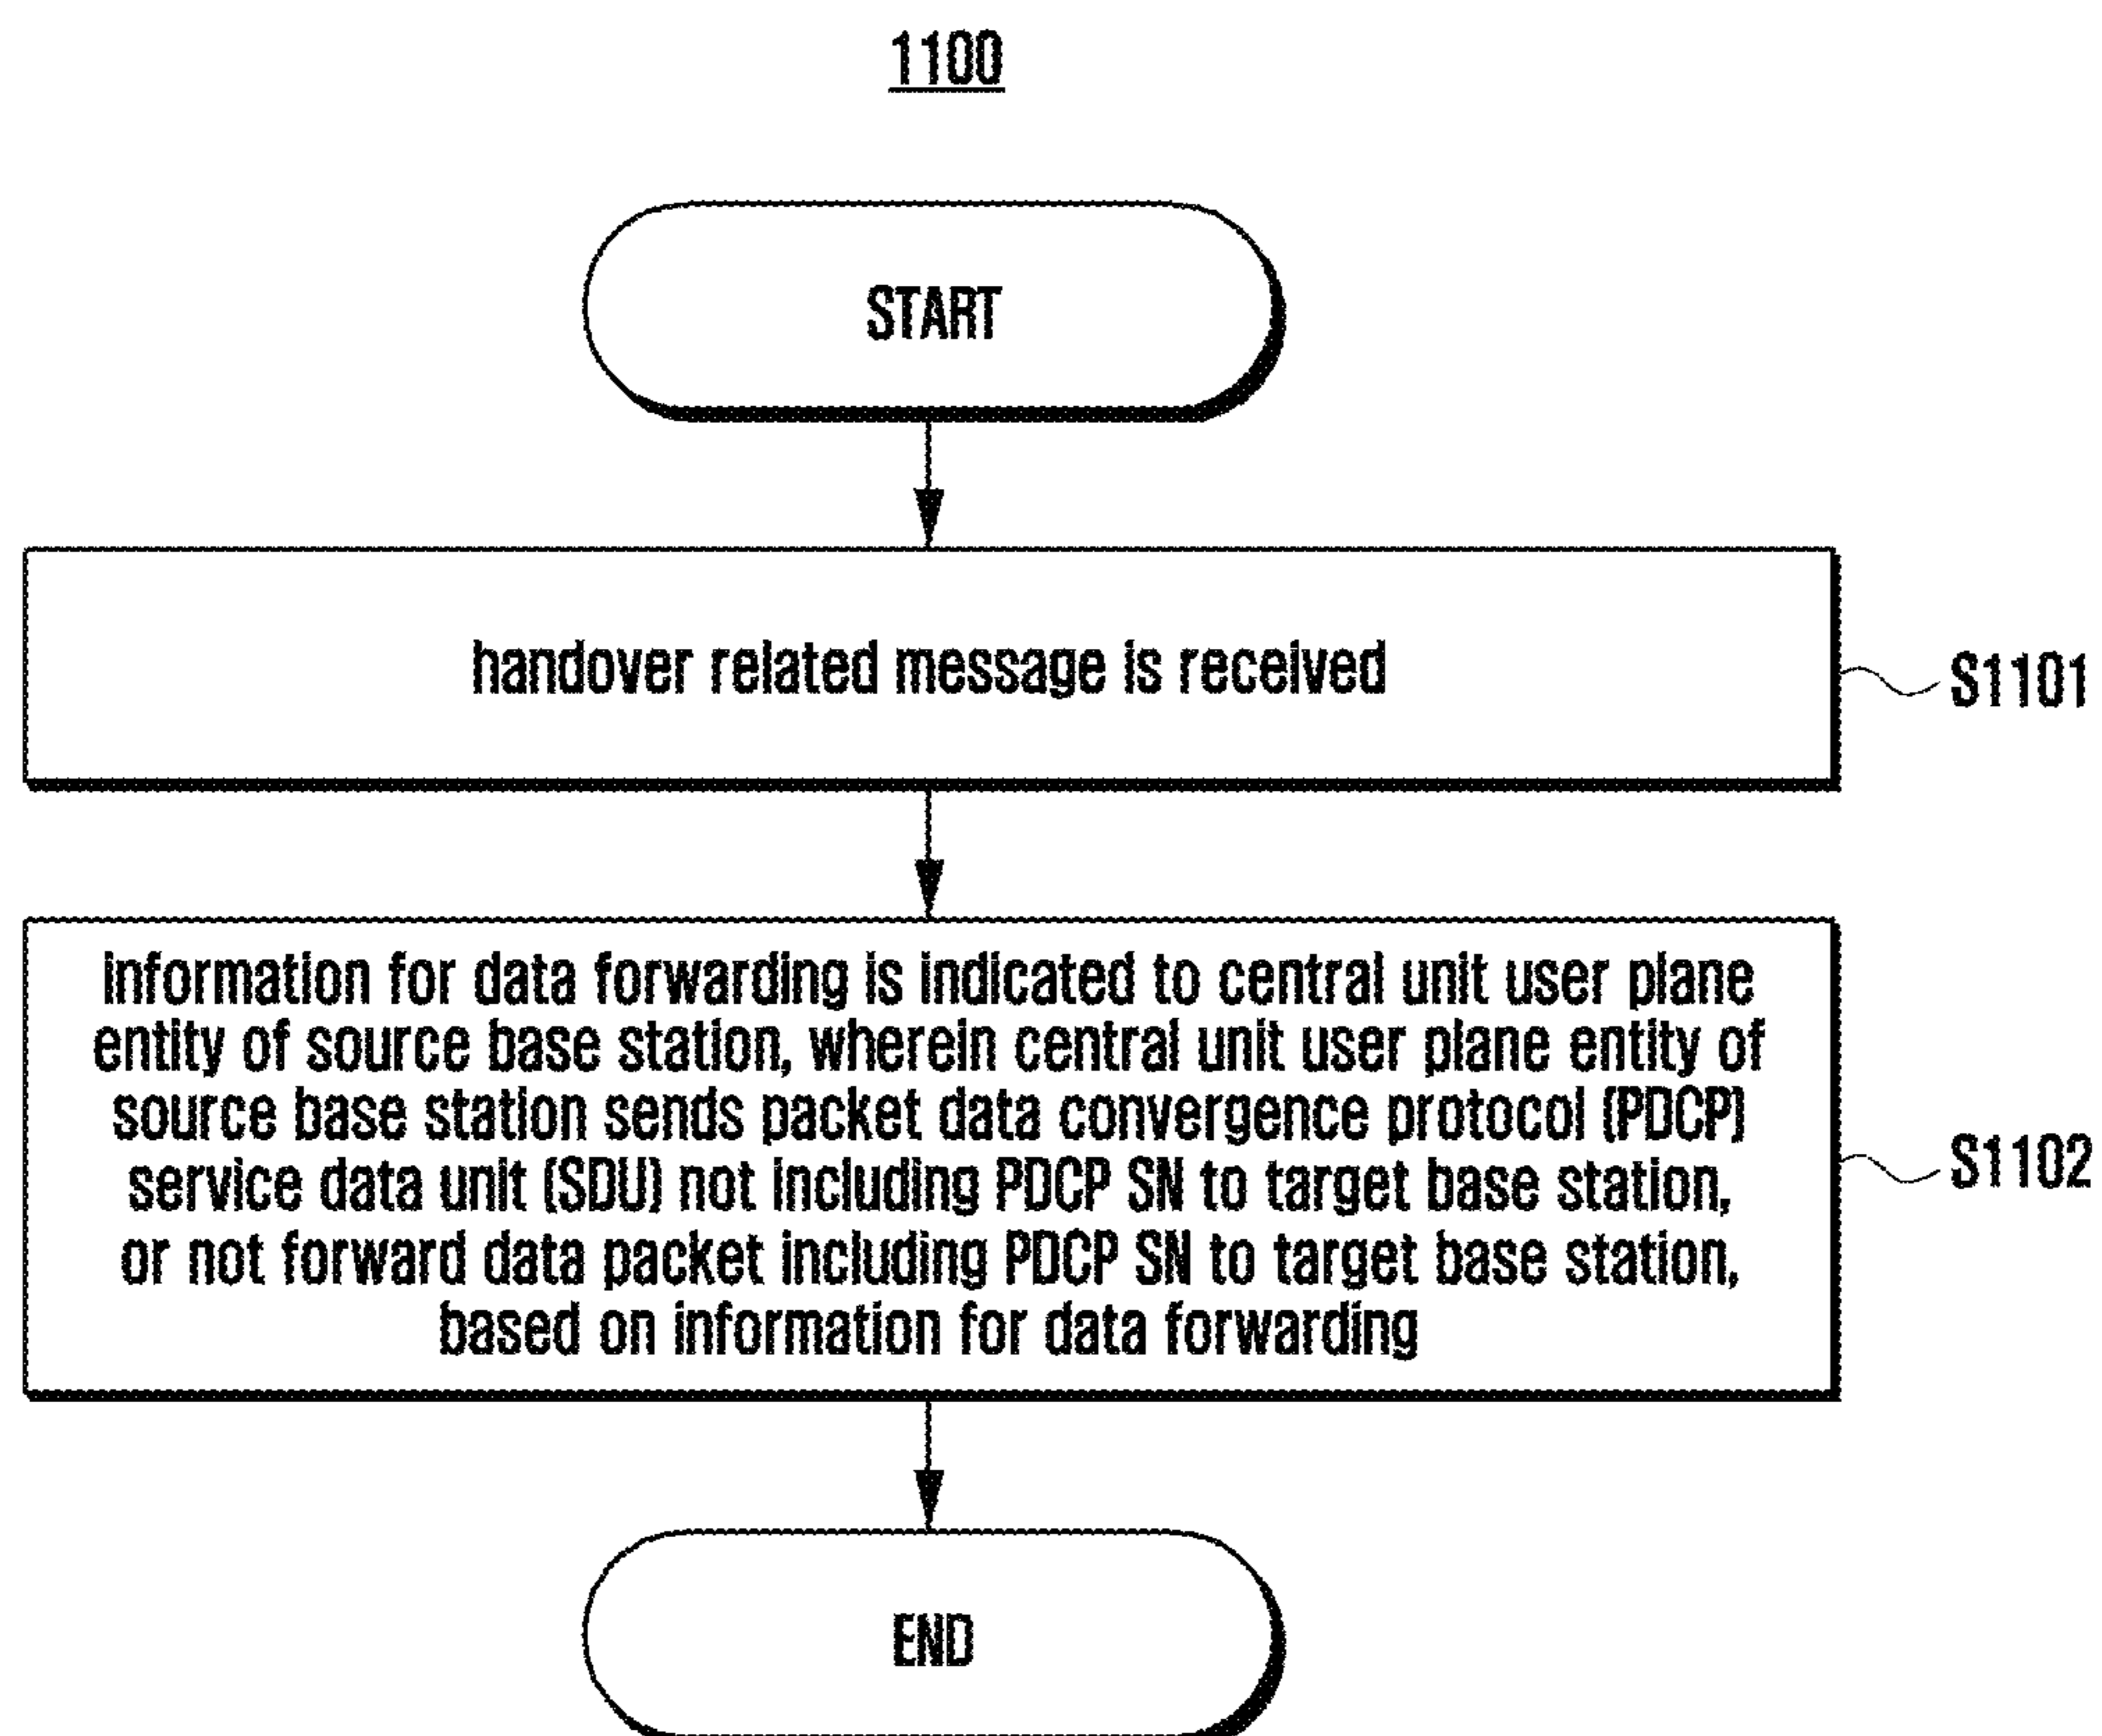 1100
START
handover related message is received
S1101
information for data forwarding is indicated to central unit user plane
entity of source base station, wherein central unit user plane entity of
source base station sends packet data convergence protocol (PDCP)
service data unit (SDU) not including PDCP SN to target base station,
or not forward data packet including PDCP SN to target base station,
based on information for data forwarding
S1102
END